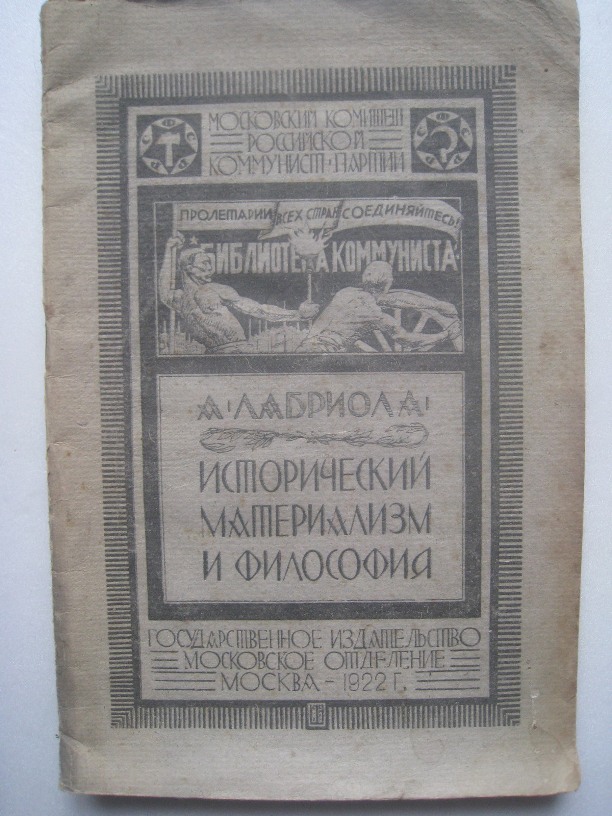 МОСКОВСКИЙ КОМИТЕТ
РОССИЙСКОЙ
КОММУНИСТ·ПАРТИИ
Р С Ф С Р
Р С Ф С Р
ПРОЛЕТАРИИ ВСЕХ СТРАН СОЕДИНЯЙТЕСЬ!
БИБЛИОТЕКА КОММУНИСТА
А·ЛАБРИОЛА·
ИСТОРИЧЕСКИЙ
МАТЕРИАЛИЗМ
И ФИЛОСОФИЯ
ГОСУДАРСТВЕННОЕ ИЗДАТЕЛЬСТВО
МОСКОВСКОЕ ОТДЕЛЕНИЕ
МОСКВА – 1922 Г.